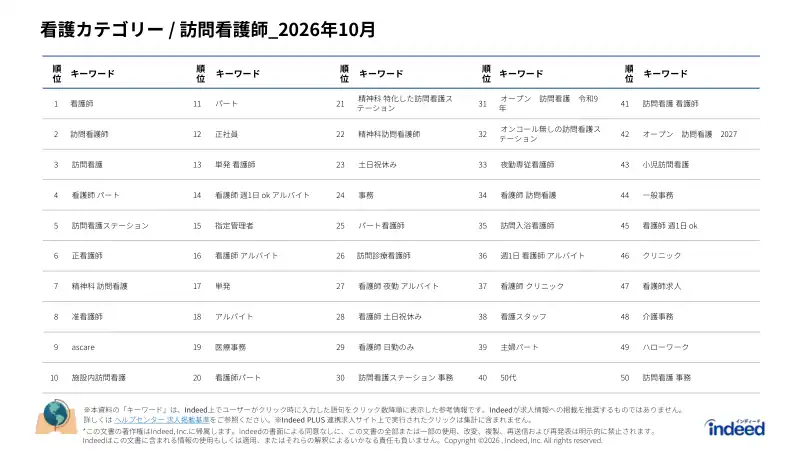 看護カテゴリー / 訪問看護師_2026年10月
順位 キーワード 順位 キーワード 順位 キーワード 順位 キーワード 順位 キーワード
1 看護師 11 パート 21 精神科 特化した訪問看護ステーション 31 オープン　訪問看護　令和9年 41 訪問看護 看護師
2 訪問看護師 12 正社員 22 精神科訪問看護師 32 オンコール無しの訪問看護ステーション 42 オープン　訪問看護　2027
3 訪問看護 13 単発 看護師 23 土日祝休み 33 夜勤専従看護師 43 小児訪問看護
4 看護師 パート 14 看護師 週1日 ok アルバイト 24 事務 34 看護師 訪問看護 44 一般事務
5 訪問看護ステーション 15 指定管理者 25 パート看護師 35 訪問入浴看護師 45 看護師 週1日 ok
6 正看護師 16 看護師 アルバイト 26 訪問診療看護師 36 週1日 看護師 アルバイト 46 クリニック
7 精神科 訪問看護 17 単発 27 看護師 夜勤 アルバイト 37 看護師 クリニック 47 看護師求人
8 准看護師 18 アルバイト 28 看護師 土日祝休み 38 看護スタッフ 48 介護事務
9 ascare 19 医療事務 29 看護師 日勤のみ 39 主婦パート 49 ハローワーク
10 施設内訪問看護 20 看護師パート 30 訪問看護ステーション 事務 40 50代 50 訪問看護 事務
※本資料の「キーワード」は、Indeed上でユーザーがクリック時に入力した語句をクリック数降順に表示した参考情報です。Indeedが求人情報への掲載を推奨するものではありません。
詳しくは ヘルプセンター 求人掲載基準をご参照ください。※Indeed PLUS 連携求人サイト上で実行されたクリックは集計に含まれません。
*この文書の著作権はIndeed, Inc.に帰属します。Indeedの書面による同意なしに、この文書の全部または一部の使用、改変、複製、再送信および再発表は明示的に禁止されます。
Indeedはこの文書に含まれる情報の使用もしくは適用、またはそれらの解釈によるいかなる責任も負いません。Copyright ©2026 , Indeed, Inc. All rights reserved.
インディード
indeed